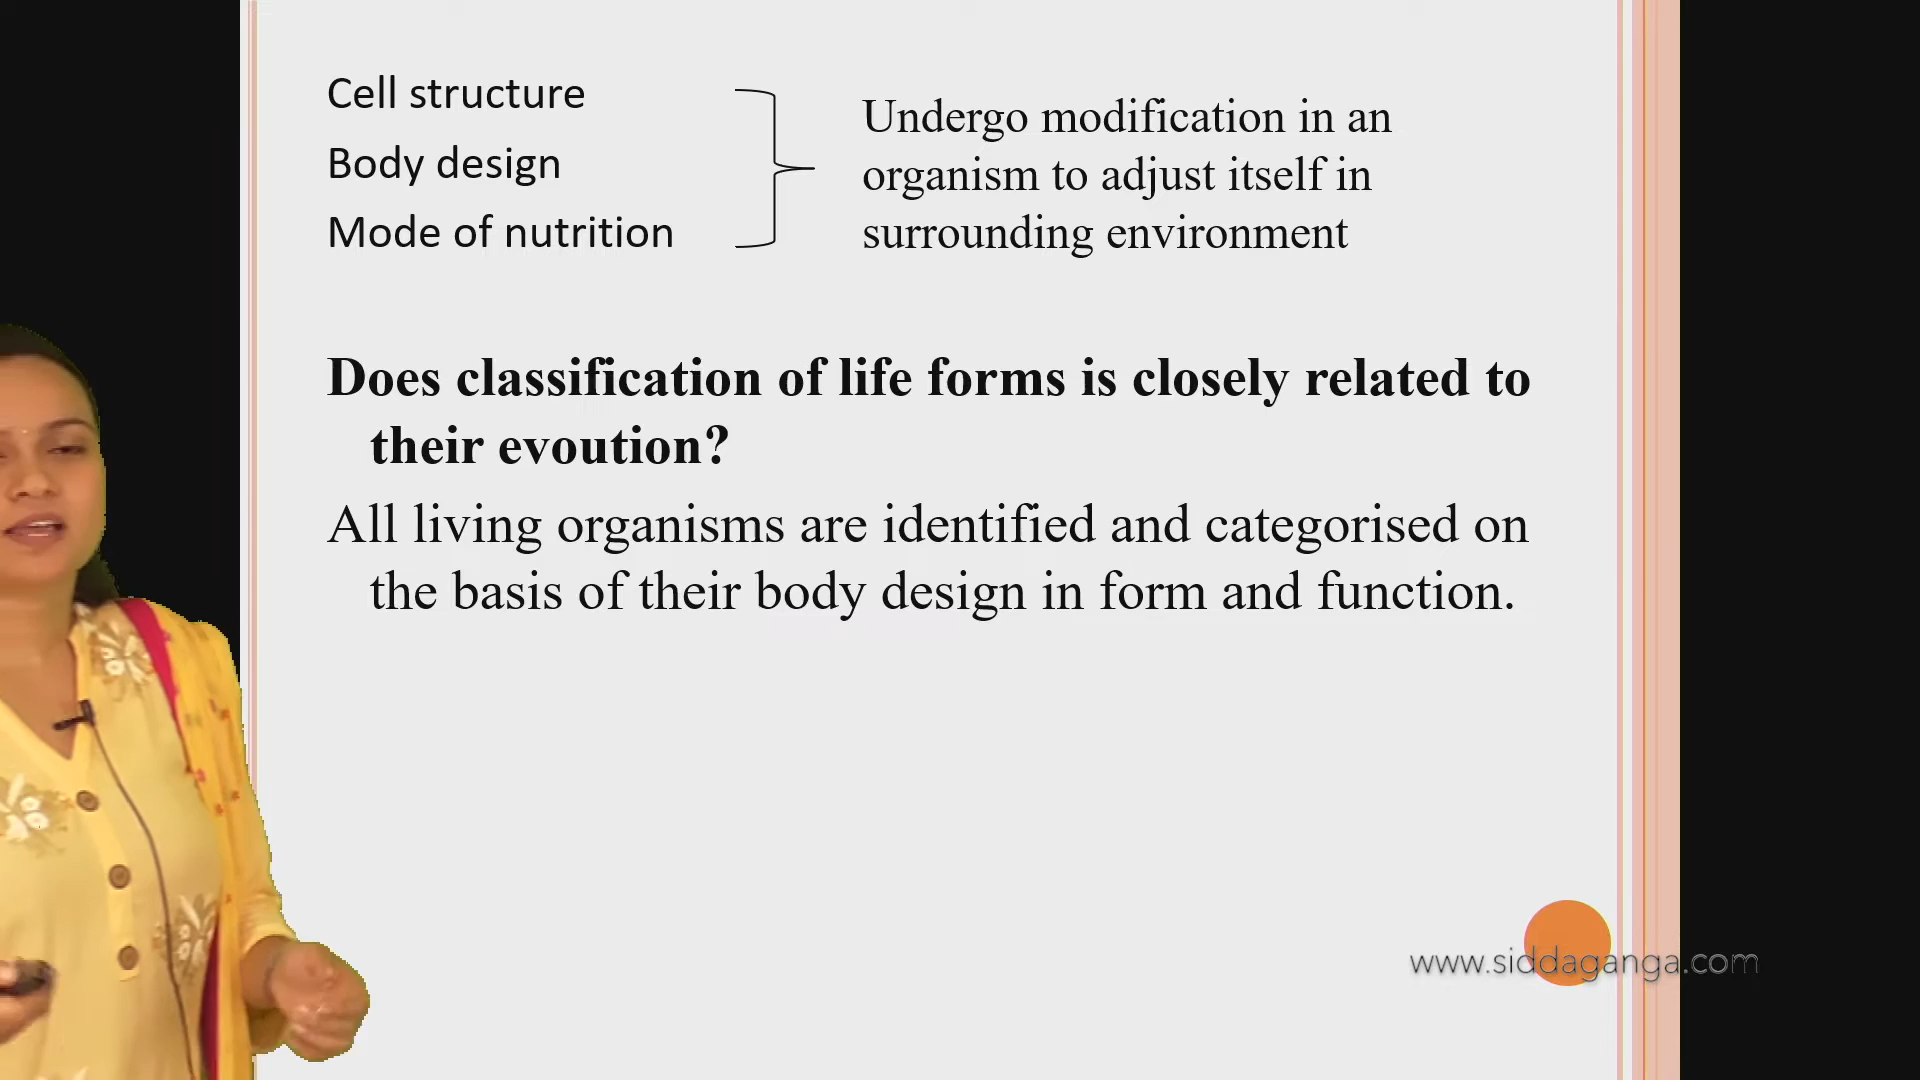 Cell structure
Body design
Mode of nutrition
Undergo modification in an
organism to adjust itself in
surrounding environment
Does classification of life forms is closely related to
their evoution?
All living organisms are identified and categorised on
the basis of their body design in form and function.
www.siddaganga.com